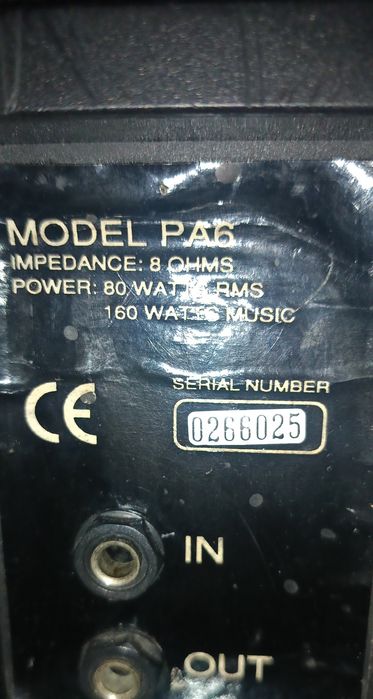 MODEL PA6
IMPEDANCE: 8 OHMS
POWER: 80 WATTS RMS
160 WATTS MUSIC
CE
SERIAL NUMBER
0266025
IN
OUT